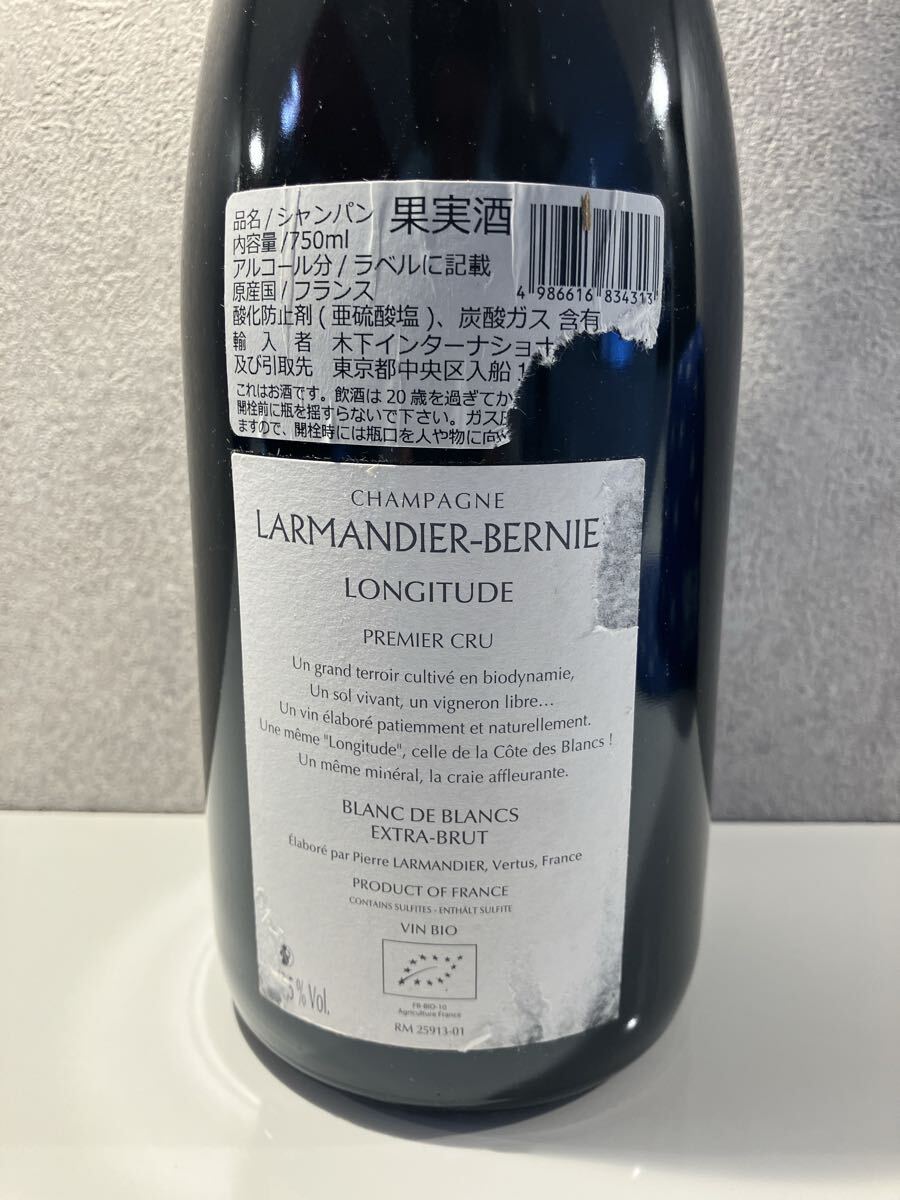 品名/シャンパン 果実酒
内容量/750ml
アルコール分/ラベルに記載
原産国/フランス
4 986616 834313
酸化防止剤(亜硫酸塩)、炭酸ガス 含有
輸入者 木下インターナショナ
及び引取先 東京都中央区入船
これはお酒です。飲酒は20歳を過ぎてか
開栓前に瓶を揺すらないで下さい。ガス
ますので、開栓時には瓶口を人や物に向
CHAMPAGNE
LARMANDIER-BERNIE
LONGITUDE
PREMIER CRU
Un grand terroir cultivé en biodynamie,
Un sol vivant, un vigneron libre...
Un vin élaboré patiemment et naturellement.
Une même "Longitude", celle de la Côte des Blancs !
Un même minéral, la craie affleurante.
BLANC DE BLANCS
EXTRA-BRUT
Élaboré par Pierre LARMANDIER, Vertus, France
PRODUCT OF FRANCE
CONTAINS SULFITES - ENTHÄLT SULFITE
VIN BIO
5 % Vol.
FR-BIO-10
Agriculture France
RM 25913-01